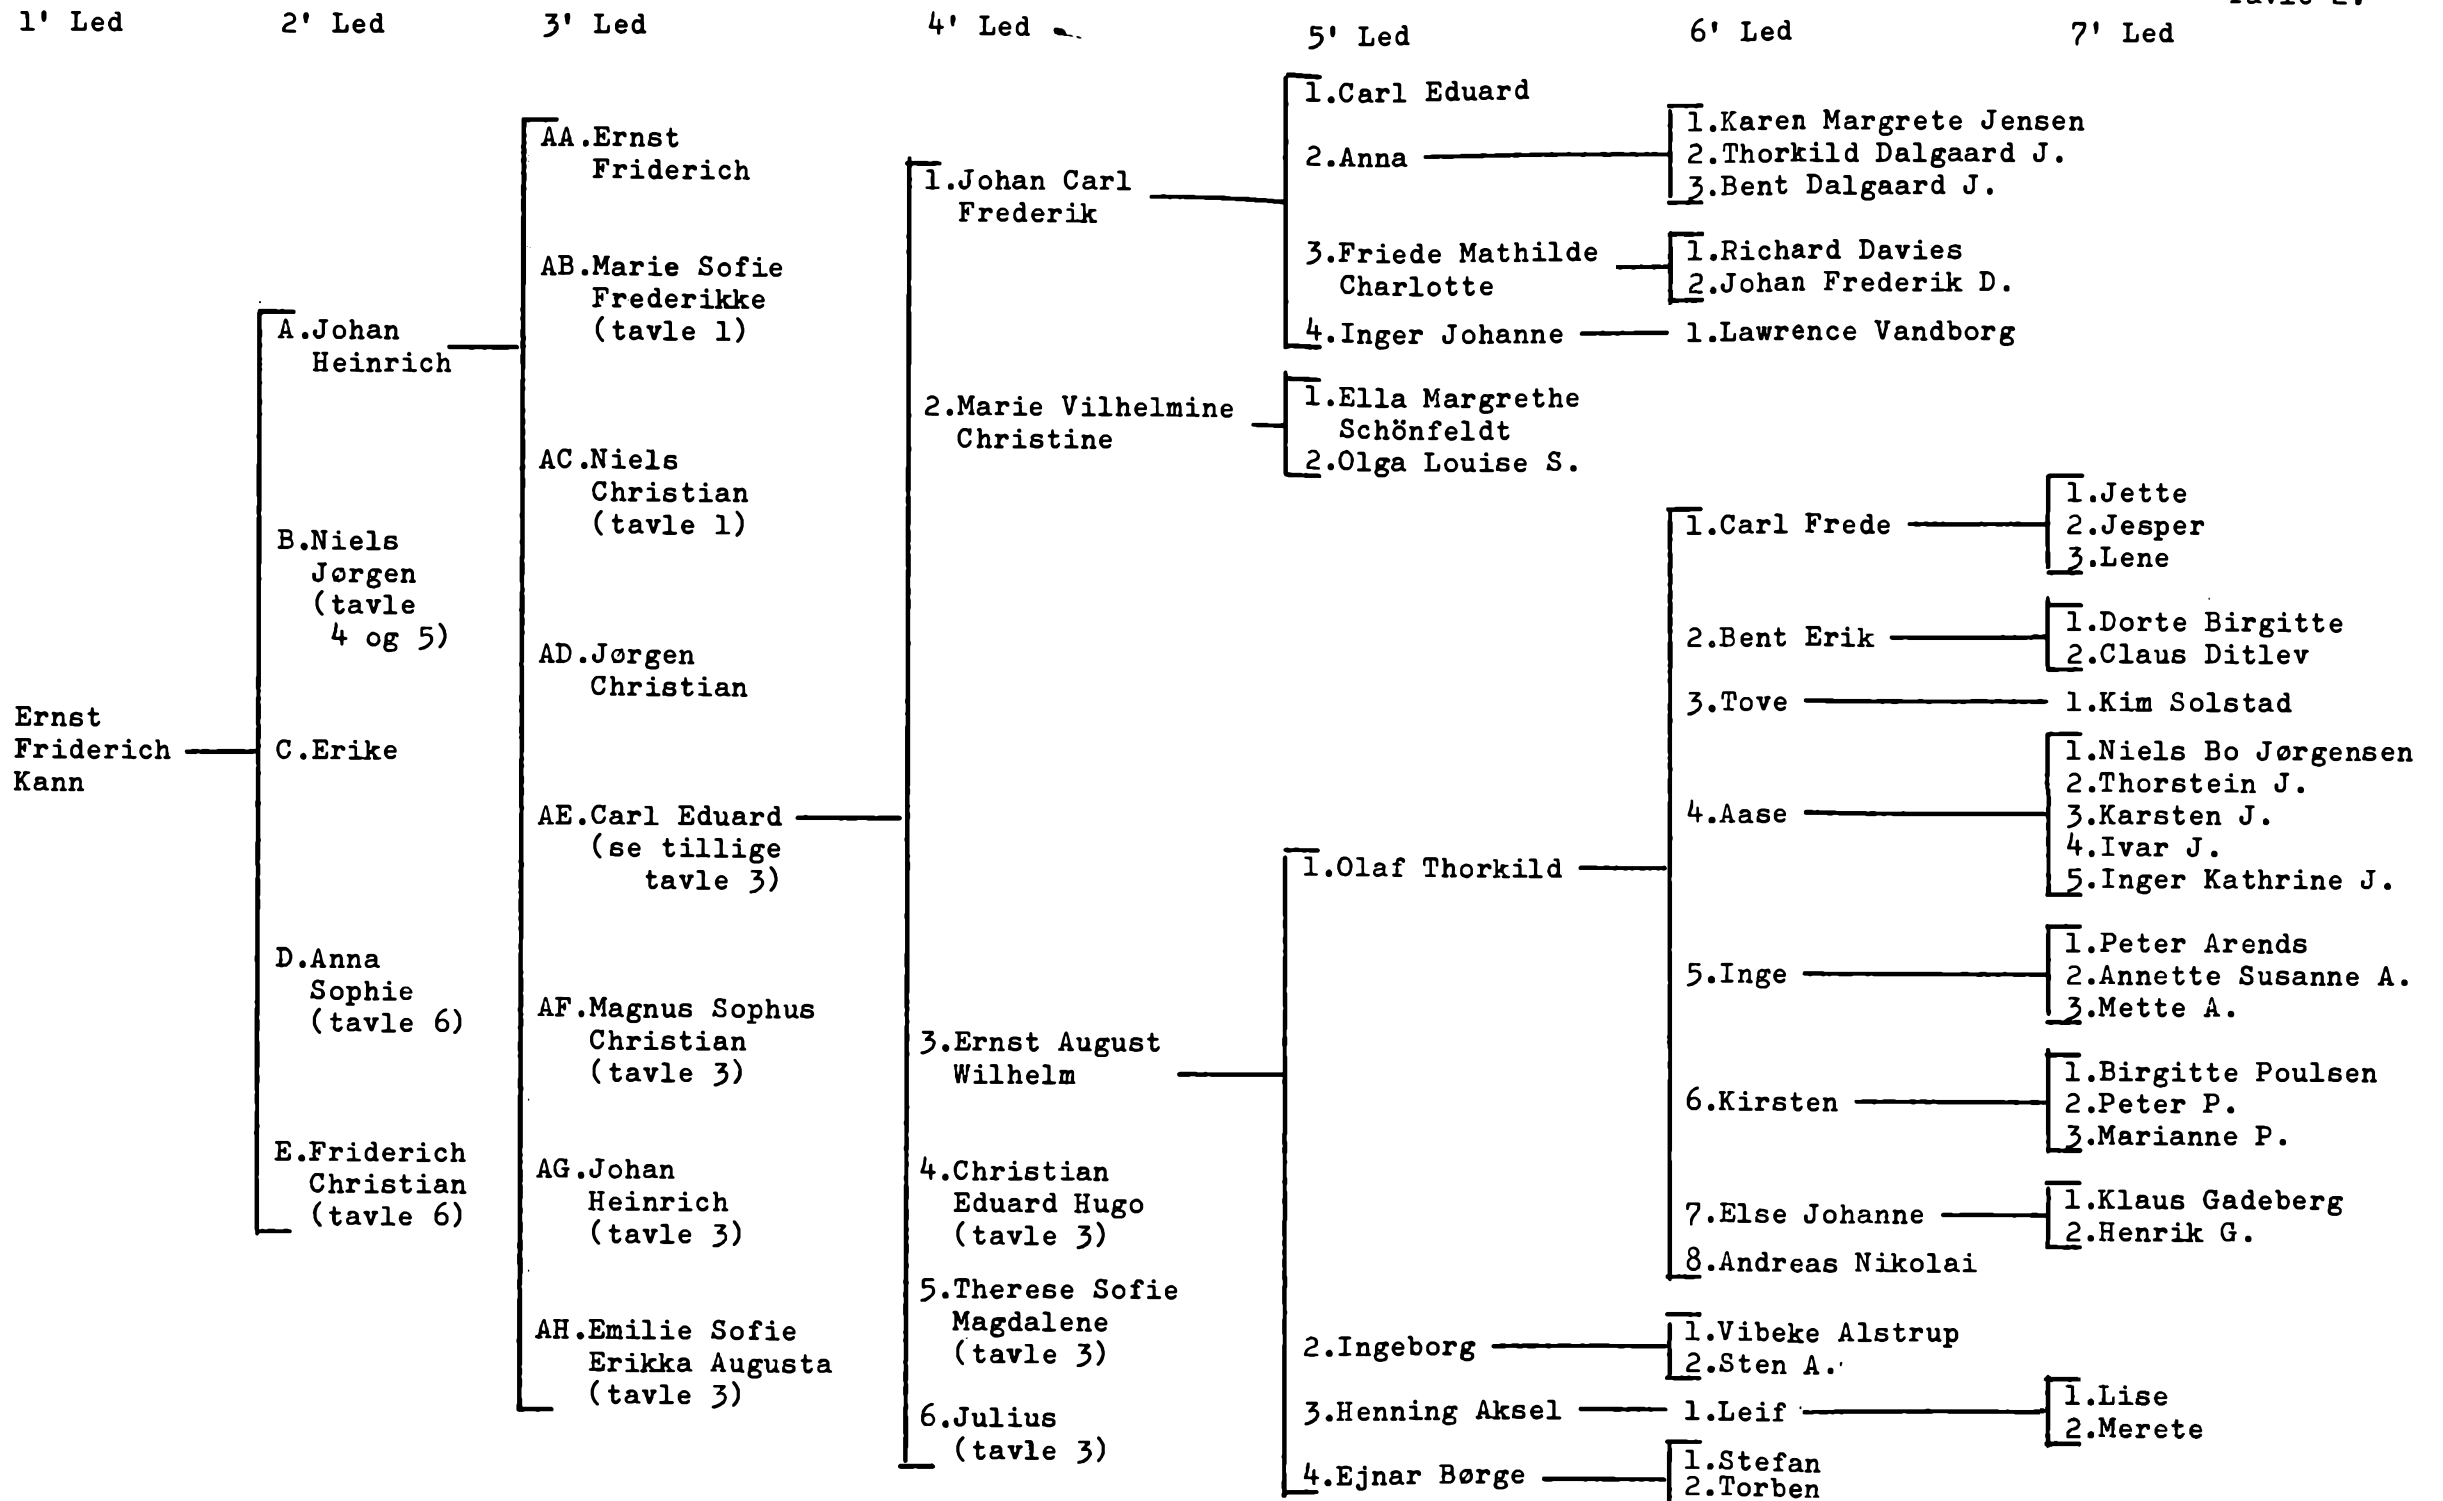 1' Led
2' Led
3' Led
4' Led
5' Led
6' Led
7' Led
Ernst
Friderich
Kann
A.Johan
Heinrich
B.Niels
Jørgen
(tavle
4 og 5)
C.Erike
D.Anna
Sophie
(tavle 6)
E.Friderich
Christian
(tavle 6)
AA.Ernst
Friderich
AB.Marie Sofie
Frederikke
(tavle 1)
AC.Niels
Christian
(tavle 1)
AD.Jørgen
Christian
AE.Carl Eduard
(se tillige
tavle 3)
AF.Magnus Sophus
Christian
(tavle 3)
AG.Johan
Heinrich
(tavle 3)
AH.Emilie Sofie
Erikka Augusta
(tavle 3)
1.Johan Carl
Frederik
2.Marie Vilhelmine
Christine
3.Ernst August
Wilhelm
4.Christian
Eduard Hugo
(tavle 3)
5.Therese Sofie
Magdalene
(tavle 3)
6.Julius
(tavle 3)
1.Carl Eduard
2.Anna
3.Friede Mathilde
Charlotte
4.Inger Johanne
1.Ella Margrethe
Schönfeldt
2.Olga Louise S.
1.Olaf Thorkild
2.Ingeborg
3.Henning Aksel
4.Ejnar Børge
1.Karen Margrete Jensen
2.Thorkild Dalgaard J.
3.Bent Dalgaard J.
1.Richard Davies
2.Johan Frederik D.
1.Lawrence Vandborg
1.Carl Frede
2.Bent Erik
3.Tove
4.Aase
5.Inge
6.Kirsten
7.Else Johanne
8.Andreas Nikolai
1.Vibeke Alstrup
2.Sten A.
1.Leif
1.Stefan
2.Torben
1.Jette
2.Jesper
3.Lene
1.Dorte Birgitte
2.Claus Ditlev
1.Kim Solstad
1.Niels Bo Jørgensen
2.Thorstein J.
3.Karsten J.
4.Ivar J.
5.Inger Kathrine J.
1.Peter Arends
2.Annette Susanne A.
3.Mette A.
1.Birgitte Poulsen
2.Peter P.
3.Marianne P.
1.Klaus Gadeberg
2.Henrik G.
1.Lise
2.Merete